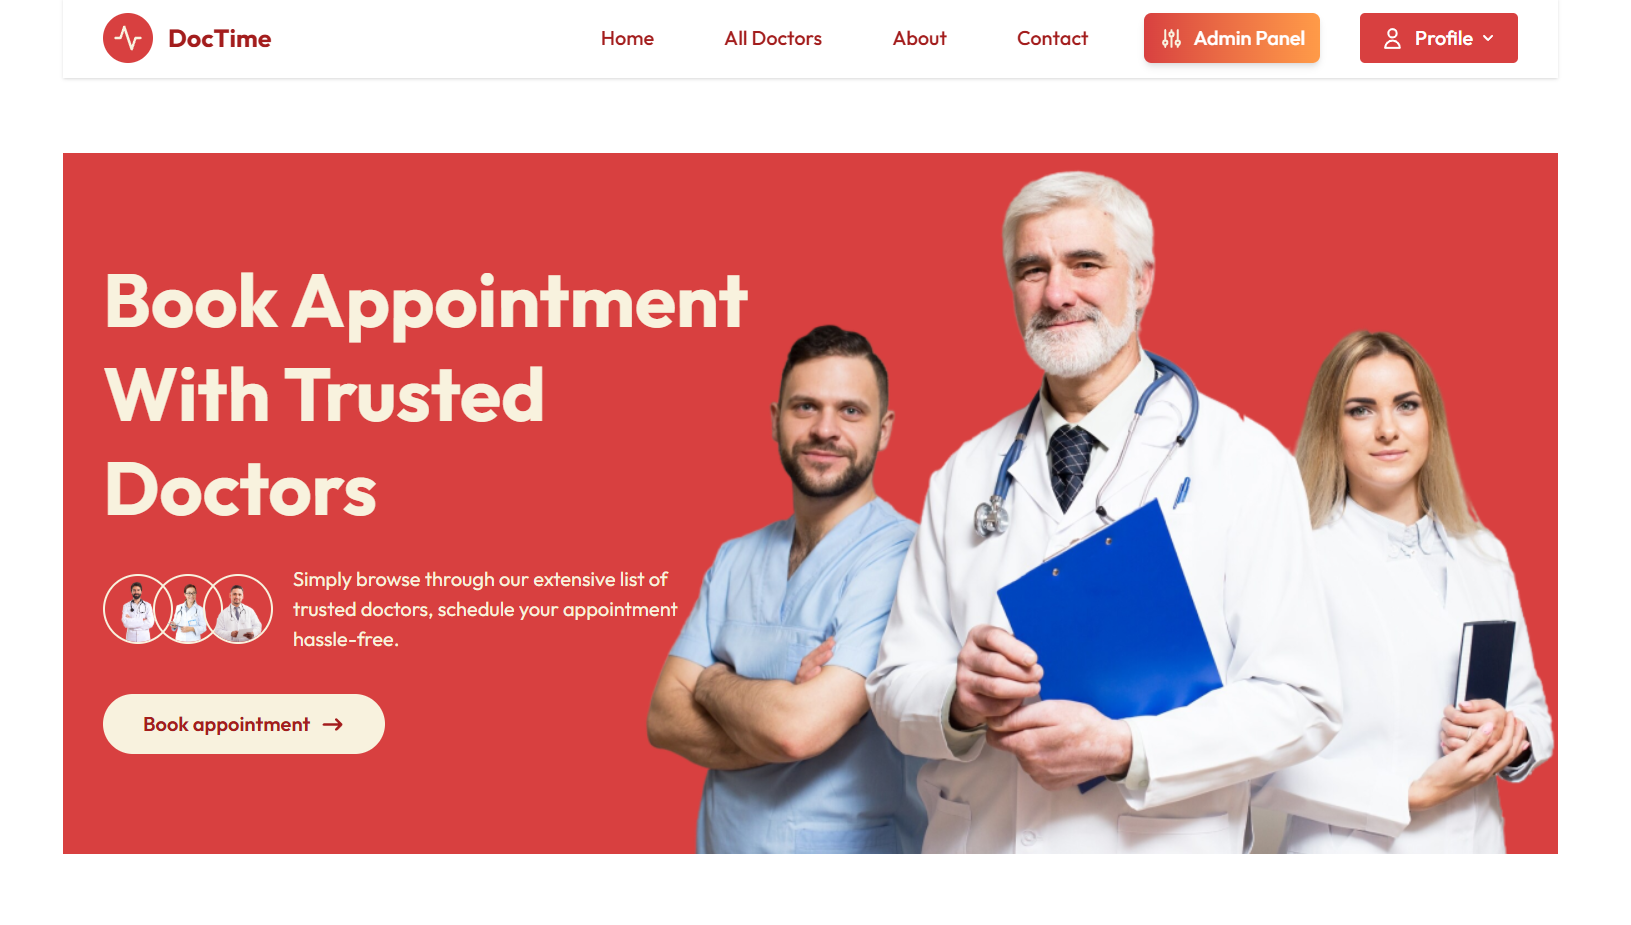 DocTime
Home
All Doctors
About
Contact
Admin Panel
Profile
Book Appointment
With Trusted
Doctors
Simply browse through our extensive list of
trusted doctors, schedule your appointment
hassle-free.
Book appointment